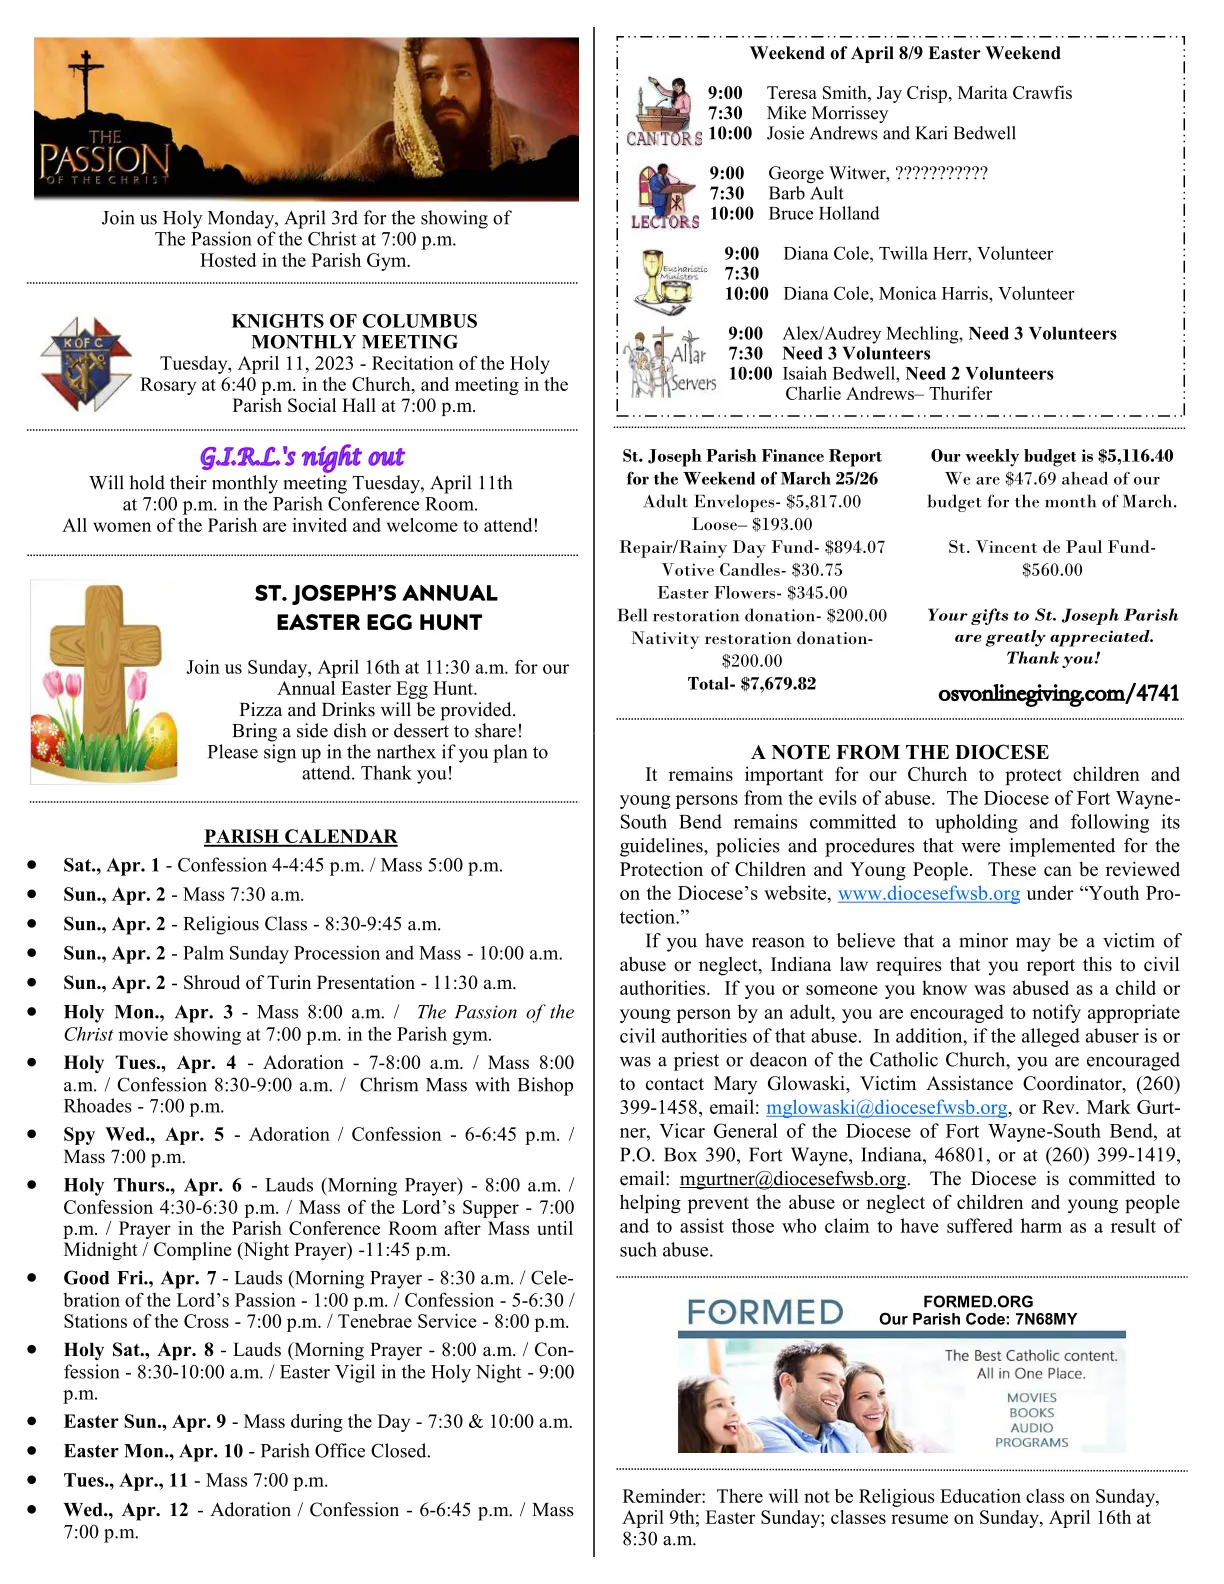 THE
PASSION
OF THE CHRIST
Join us Holy Monday, April 3rd for the showing of
The Passion of the Christ at 7:00 p.m.
Hosted in the Parish Gym.
K OF C
KNIGHTS OF COLUMBUS
MONTHLY MEETING
Tuesday, April 11, 2023 - Recitation of the Holy
Rosary at 6:40 p.m. in the Church, and meeting in the
Parish Social Hall at 7:00 p.m.
G.I.R.L.'s night out
Will hold their monthly meeting Tuesday, April 11th
at 7:00 p.m. in the Parish Conference Room.
All women of the Parish are invited and welcome to attend!
ST. JOSEPH'S ANNUAL
EASTER EGG HUNT
Join us Sunday, April 16th at 11:30 a.m. for our
Annual Easter Egg Hunt.
Pizza and Drinks will be provided.
Bring a side dish or dessert to share!
Please sign up in the narthex if you plan to
attend. Thank you!
PARISH CALENDAR
• Sat., Apr. 1 - Confession 4-4:45 p.m. / Mass 5:00 p.m.
• Sun., Apr. 2 - Mass 7:30 a.m.
• Sun., Apr. 2 - Religious Class - 8:30-9:45 a.m.
• Sun., Apr. 2 - Palm Sunday Procession and Mass - 10:00 a.m.
• Sun., Apr. 2 - Shroud of Turin Presentation - 11:30 a.m.
• Holy Mon., Apr. 3 - Mass 8:00 a.m. / The Passion of the
Christ movie showing at 7:00 p.m. in the Parish gym.
• Holy Tues., Apr. 4 - Adoration - 7-8:00 a.m. / Mass 8:00
a.m. / Confession 8:30-9:00 a.m. / Chrism Mass with Bishop
Rhoades - 7:00 p.m.
• Spy Wed., Apr. 5 - Adoration / Confession - 6-6:45 p.m. /
Mass 7:00 p.m.
• Holy Thurs., Apr. 6 - Lauds (Morning Prayer) - 8:00 a.m. /
Confession 4:30-6:30 p.m. / Mass of the Lord's Supper - 7:00
p.m. / Prayer in the Parish Conference Room after Mass until
Midnight / Compline (Night Prayer) -11:45 p.m.
• Good Fri., Apr. 7 - Lauds (Morning Prayer - 8:30 a.m. / Cele-
bration of the Lord's Passion - 1:00 p.m. / Confession - 5-6:30 /
Stations of the Cross - 7:00 p.m. / Tenebrae Service - 8:00 p.m.
• Holy Sat., Apr. 8 - Lauds (Morning Prayer - 8:00 a.m. / Con-
fession - 8:30-10:00 a.m. / Easter Vigil in the Holy Night - 9:00
p.m.
• Easter Sun., Apr. 9 - Mass during the Day - 7:30 & 10:00 a.m.
• Easter Mon., Apr. 10 - Parish Office Closed.
• Tues., Apr., 11 - Mass 7:00 p.m.
• Wed., Apr. 12 - Adoration / Confession - 6-6:45 p.m. / Mass
7:00 p.m.
Weekend of April 8/9 Easter Weekend
CANTORS
9:00 Teresa Smith, Jay Crisp, Marita Crawfis
7:30 Mike Morrissey
10:00 Josie Andrews and Kari Bedwell
LECTORS
9:00 George Witwer, ???????????
7:30 Barb Ault
10:00 Bruce Holland
Eucharistic
Ministers
9:00 Diana Cole, Twilla Herr, Volunteer
7:30
10:00 Diana Cole, Monica Harris, Volunteer
Altar
Servers
9:00 Alex/Audrey Mechling, Need 3 Volunteers
7:30 Need 3 Volunteers
10:00 Isaiah Bedwell, Need 2 Volunteers
Charlie Andrews– Thurifer
St. Joseph Parish Finance Report
for the Weekend of March 25/26
Adult Envelopes- $5,817.00
Loose– $193.00
Repair/Rainy Day Fund- $894.07
Votive Candles- $30.75
Easter Flowers- $345.00
Bell restoration donation- $200.00
Nativity restoration donation-
$200.00
Total- $7,679.82
Our weekly budget is $5,116.40
We are $47.69 ahead of our
budget for the month of March.
St. Vincent de Paul Fund-
$560.00
Your gifts to St. Joseph Parish
are greatly appreciated.
Thank you!
osvonlinegiving.com/4741
A NOTE FROM THE DIOCESE
It remains important for our Church to protect children and
young persons from the evils of abuse. The Diocese of Fort Wayne-
South Bend remains committed to upholding and following its
guidelines, policies and procedures that were implemented for the
Protection of Children and Young People. These can be reviewed
on the Diocese's website, www.diocesefwsb.org under “Youth Pro-
tection.”
If you have reason to believe that a minor may be a victim of
abuse or neglect, Indiana law requires that you report this to civil
authorities. If you or someone you know was abused as a child or
young person by an adult, you are encouraged to notify appropriate
civil authorities of that abuse. In addition, if the alleged abuser is or
was a priest or deacon of the Catholic Church, you are encouraged
to contact Mary Glowaski, Victim Assistance Coordinator, (260)
399-1458, email: mglowaski@diocesefwsb.org, or Rev. Mark Gurt-
ner, Vicar General of the Diocese of Fort Wayne-South Bend, at
P.O. Box 390, Fort Wayne, Indiana, 46801, or at (260) 399-1419,
email: mgurtner@diocesefwsb.org. The Diocese is committed to
helping prevent the abuse or neglect of children and young people
and to assist those who claim to have suffered harm as a result of
such abuse.
FORMED
FORMED.ORG
Our Parish Code: 7N68MY
The Best Catholic content.
All in One Place.
MOVIES
BOOKS
AUDIO
PROGRAMS
Reminder: There will not be Religious Education class on Sunday,
April 9th; Easter Sunday; classes resume on Sunday, April 16th at
8:30 a.m.